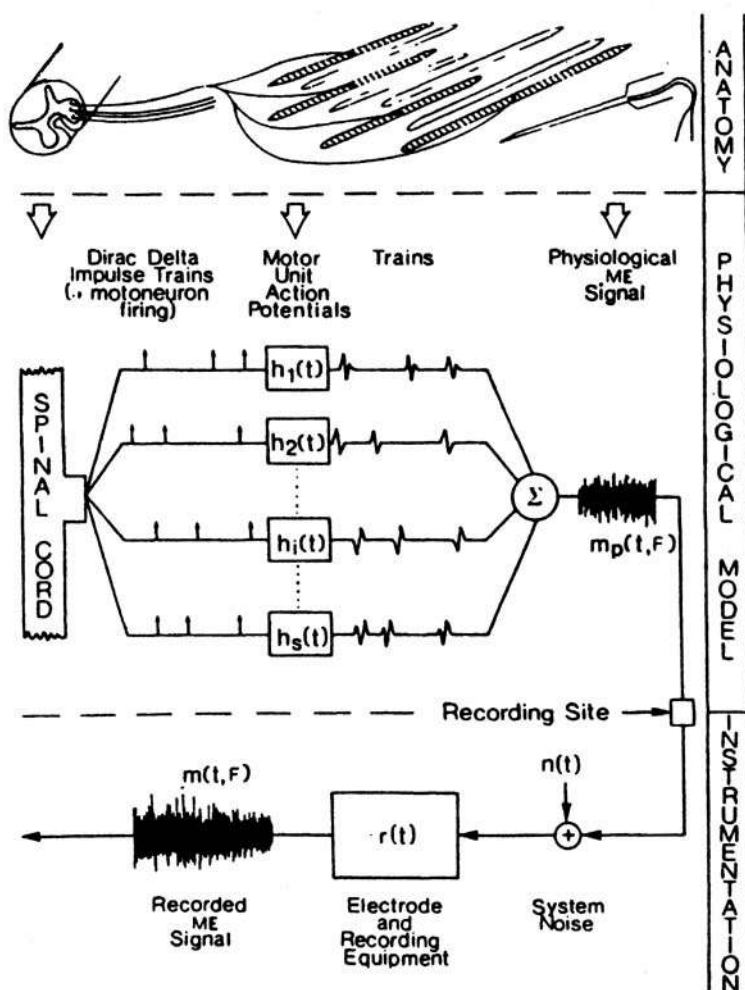 ANATOMY
Dirac Delta
Impulse Trains
(.. motoneuron
firing)
Motor
Unit
Action
Potentials
Trains
Physiological
ME
Signal
PHYSIOLOGICAL MODEL
SPINAL CORD
h1(t)
h2(t)
hi(t)
hs(t)
Σ
mp(t,F)
Recording Site
INSTRUMENTATION
m(t,F)
n(t)
r(t)
+
Recorded
ME
Signal
Electrode
and
Recording
Equipment
System
Noise